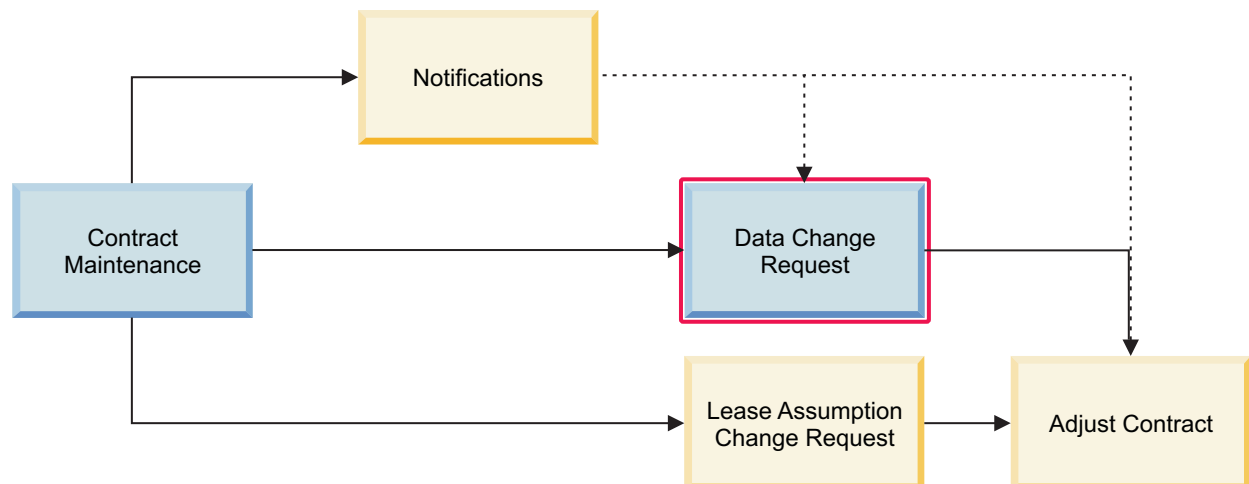 Notifications
Contract
Maintenance
Data Change
Request
Lease Assumption
Change Request
Adjust Contract